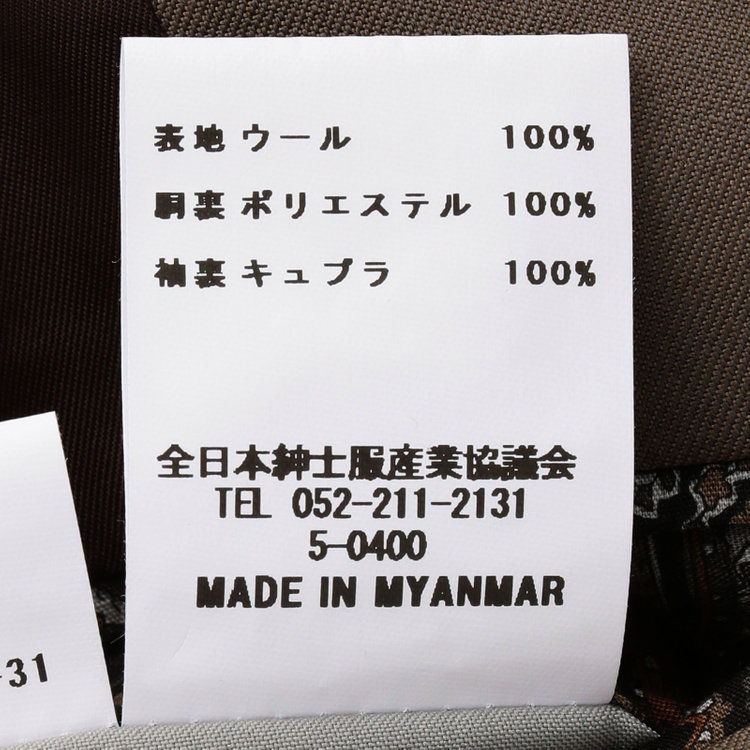 表地 ウール 100%
胴裏 ポリエステル 100%
袖裏 キュプラ 100%
全日本紳士服産業協議会
TEL 052-211-2131
5-0400
MADE IN MYANMAR
-31